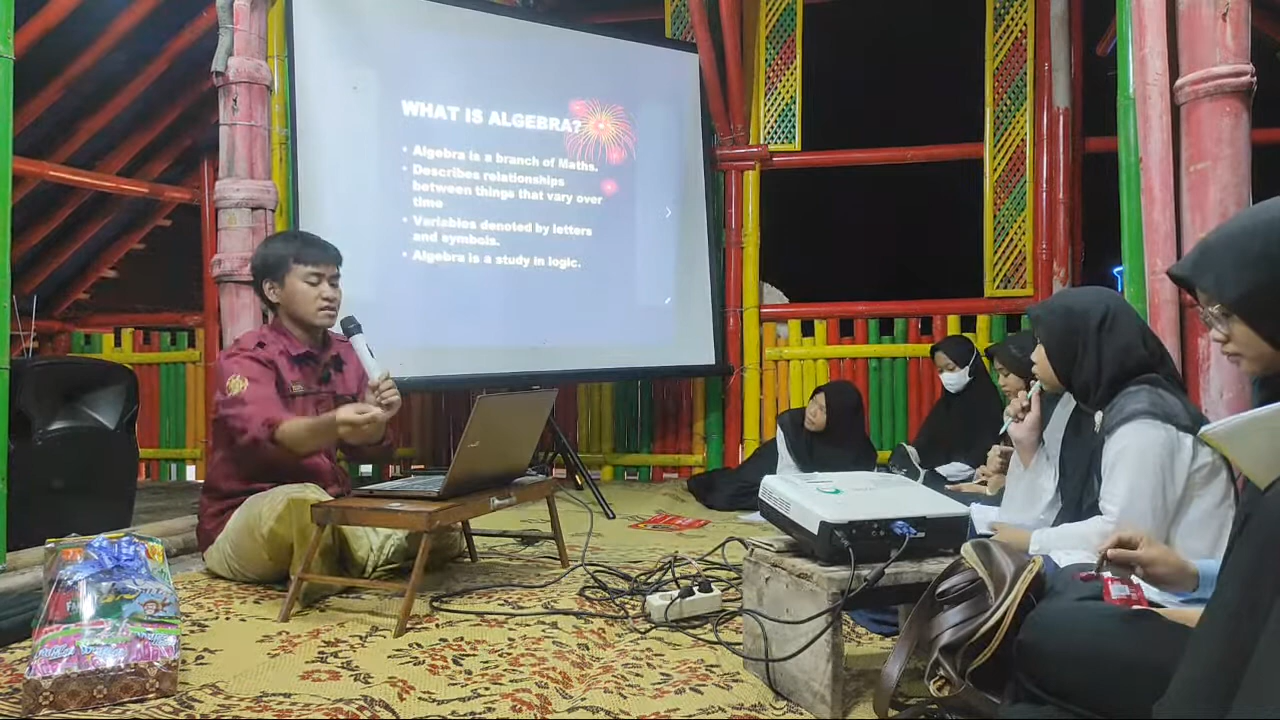 WHAT IS ALGEBRA?
• Algebra is a branch of Maths.
• Describes relationships
between things that vary over
time
• Variables denoted by letters
and symbols.
• Algebra is a study in logic.